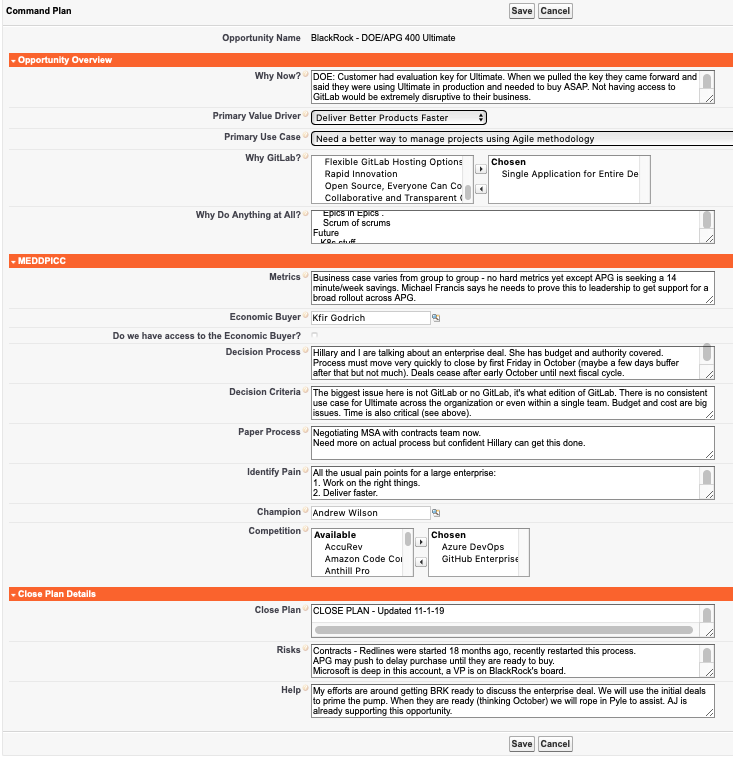 Command Plan
Save Cancel
Opportunity Name BlackRock - DOE/APG 400 Ultimate
Opportunity Overview
Why Now? DOE: Customer had evaluation key for Ultimate. When we pulled the key they came forward and
said they were using Ultimate in production and needed to buy ASAP. Not having access to
GitLab would be extremely disruptive to their business.
Primary Value Driver Deliver Better Products Faster
Primary Use Case Need a better way to manage projects using Agile methodology
Why GitLab? Flexible GitLab Hosting Options Chosen
Rapid Innovation Single Application for Entire De
Open Source, Everyone Can Co
Collaborative and Transparent
Why Do Anything at All? Epics in Epics .
Scrum of scrums
Future
K8s stuff
MEDDPICC
Metrics Business case varies from group to group - no hard metrics yet except APG is seeking a 14
minute/week savings. Michael Francis says he needs to prove this to leadership to get support for a
broad rollout across APG.
Economic Buyer Kfir Godrich
Do we have access to the Economic Buyer?
Decision Process Hillary and I are talking about an enterprise deal. She has budget and authority covered.
Process must move very quickly to close by first Friday in October (maybe a few days buffer
after that but not much). Deals cease after early October until next fiscal cycle.
Decision Criteria The biggest issue here is not GitLab or no GitLab, it's what edition of GitLab. There is no consistent
use case for Ultimate across the organization or even within a single team. Budget and cost are big
issues. Time is also critical (see above).
Paper Process Negotiating MSA with contracts team now.
Need more on actual process but confident Hillary can get this done.
Identify Pain All the usual pain points for a large enterprise:
1. Work on the right things.
2. Deliver faster.
Champion Andrew Wilson
Competition Available Chosen
AccuRev Azure DevOps
Amazon Code Co GitHub Enterprise
Anthill Pro
Close Plan Details
Close Plan CLOSE PLAN - Updated 11-1-19
Risks Contracts - Redlines were started 18 months ago, recently restarted this process.
APG may push to delay purchase until they are ready to buy.
Microsoft is deep in this account, a VP is on BlackRock's board.
Help My efforts are around getting BRK ready to discuss the enterprise deal. We will use the initial deals
to prime the pump. When they are ready (thinking October) we will rope in Pyle to assist. AJ is
already supporting this opportunity.
Save Cancel